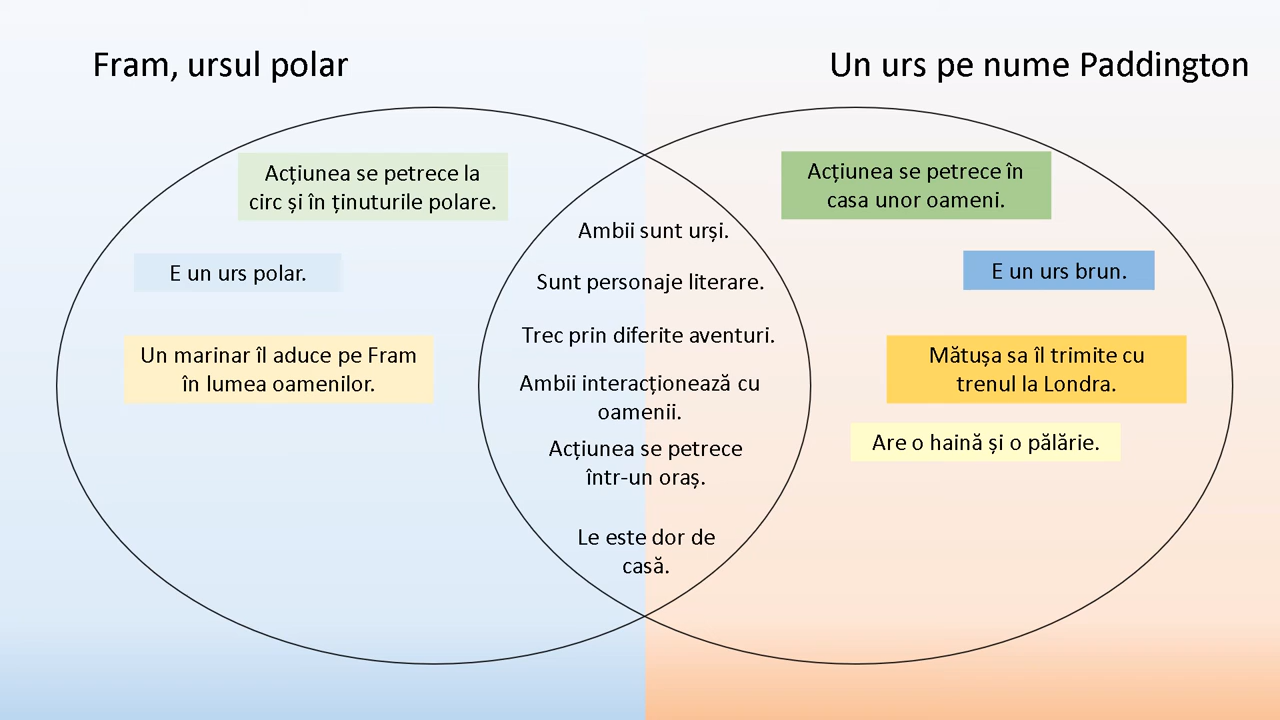 Fram, ursul polar
Un urs pe nume Paddington
Acțiunea se petrece la
circ și în ținuturile polare.
E un urs polar.
Un marinar îl aduce pe Fram
în lumea oamenilor.
Ambii sunt urși.
Sunt personaje literare.
Trec prin diferite aventuri.
Ambii interacționează cu
oamenii.
Acțiunea se petrece
într-un oraș.
Le este dor de
casă.
Acțiunea se petrece în
casa unor oameni.
E un urs brun.
Mătușa sa îl trimite cu
trenul la Londra.
Are o haină și o pălărie.